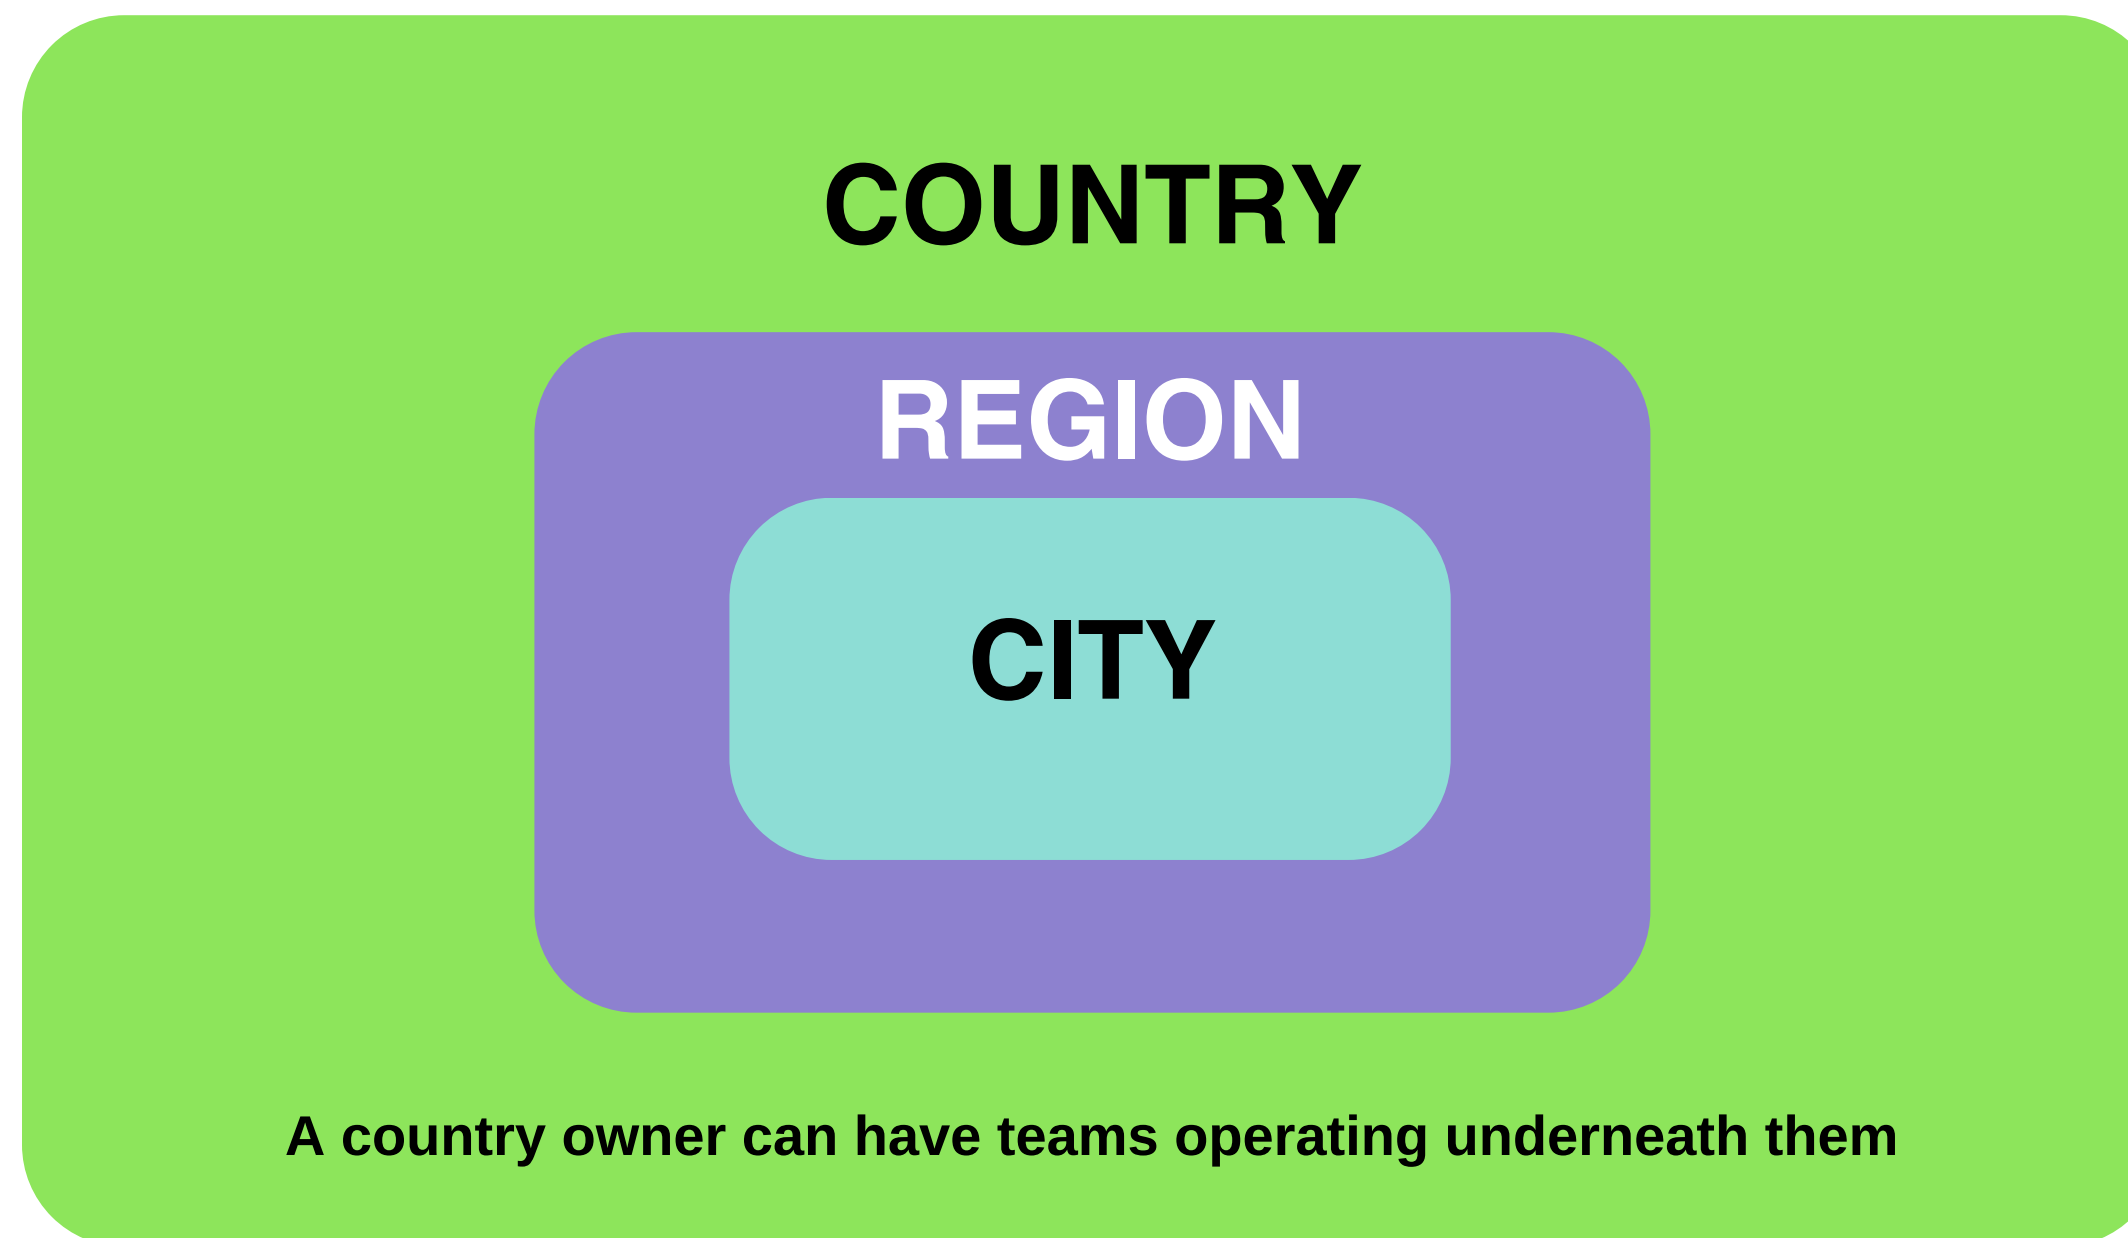 COUNTRY
REGION
CITY
A country owner can have teams operating underneath them